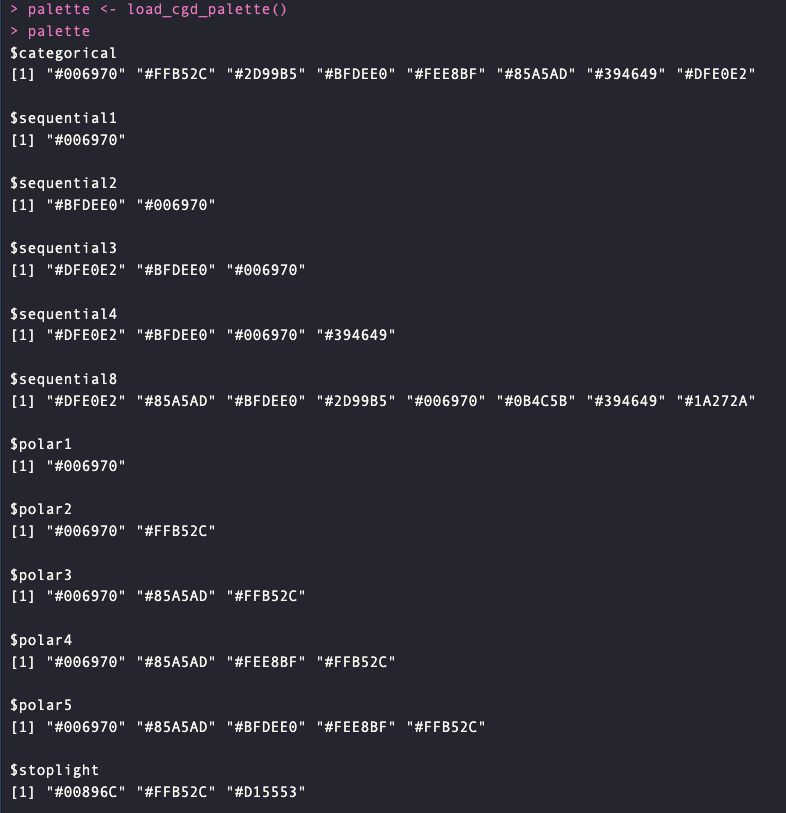 > palette <- load_cgd_palette()
> palette
$categorical
[1] "#006970" "#FFB52C" "#2D99B5" "#BFDEE0" "#FEE8BF" "#85A5AD" "#394649" "#DFE0E2"
$sequential1
[1] "#006970"
$sequential2
[1] "#BFDEE0" "#006970"
$sequential3
[1] "#DFE0E2" "#BFDEE0" "#006970"
$sequential4
[1] "#DFE0E2" "#BFDEE0" "#006970" "#394649"
$sequential8
[1] "#DFE0E2" "#85A5AD" "#BFDEE0" "#2D99B5" "#006970" "#0B4C5B" "#394649" "#1A272A"
$polar1
[1] "#006970"
$polar2
[1] "#006970" "#FFB52C"
$polar3
[1] "#006970" "#85A5AD" "#FFB52C"
$polar4
[1] "#006970" "#85A5AD" "#FEE8BF" "#FFB52C"
$polar5
[1] "#006970" "#85A5AD" "#BFDEE0" "#FEE8BF" "#FFB52C"
$stoplight
[1] "#00896C" "#FFB52C" "#D15553"